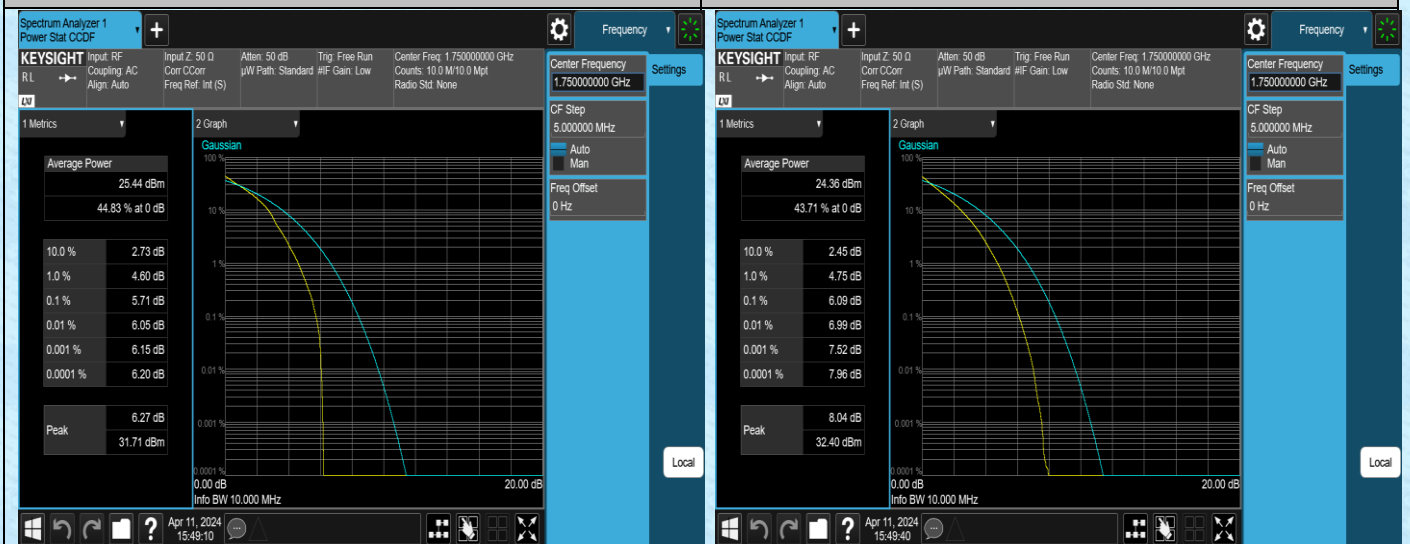 Spectrum Analyzer 1
Power Stat CCDF
+
Frequency
KEYSIGHT
RL
LXI
Input: RF
Coupling: AC
Align: Auto
Input Z: 50 Ω
Corr CCorr
Freq Ref: Int (S)
Atten: 50 dB
µW Path: Standard
Trig: Free Run
#IF Gain: Low
Center Freq: 1.750000000 GHz
Counts: 10.0 M/10.0 Mpt
Radio Std: None
Center Frequency
1.750000000 GHz
Settings
CF Step
5.000000 MHz
Auto
Man
Freq Offset
0 Hz
1 Metrics
Average Power
25.44 dBm
44.83 % at 0 dB
10.0 % 2.73 dB
1.0 % 4.60 dB
0.1 % 5.71 dB
0.01 % 6.05 dB
0.001 % 6.15 dB
0.0001 % 6.20 dB
Peak
6.27 dB
31.71 dBm
2 Graph
Gaussian
100 %
10 %
1 %
0.1 %
0.01 %
0.001 %
0.0001 %
0.00 dB 20.00 dB
Info BW 10.000 MHz
Local
?
Apr 11, 2024
15:49:10
Spectrum Analyzer 1
Power Stat CCDF
+
Frequency
KEYSIGHT
RL
LXI
Input: RF
Coupling: AC
Align: Auto
Input Z: 50 Ω
Corr CCorr
Freq Ref: Int (S)
Atten: 50 dB
µW Path: Standard
Trig: Free Run
#IF Gain: Low
Center Freq: 1.750000000 GHz
Counts: 10.0 M/10.0 Mpt
Radio Std: None
Center Frequency
1.750000000 GHz
Settings
CF Step
5.000000 MHz
Auto
Man
Freq Offset
0 Hz
1 Metrics
Average Power
24.36 dBm
43.71 % at 0 dB
10.0 % 2.45 dB
1.0 % 4.75 dB
0.1 % 6.09 dB
0.01 % 6.99 dB
0.001 % 7.52 dB
0.0001 % 7.96 dB
Peak
8.04 dB
32.40 dBm
2 Graph
Gaussian
100 %
10 %
1 %
0.1 %
0.01 %
0.001 %
0.0001 %
0.00 dB 20.00 dB
Info BW 10.000 MHz
Local
?
Apr 11, 2024
15:49:40